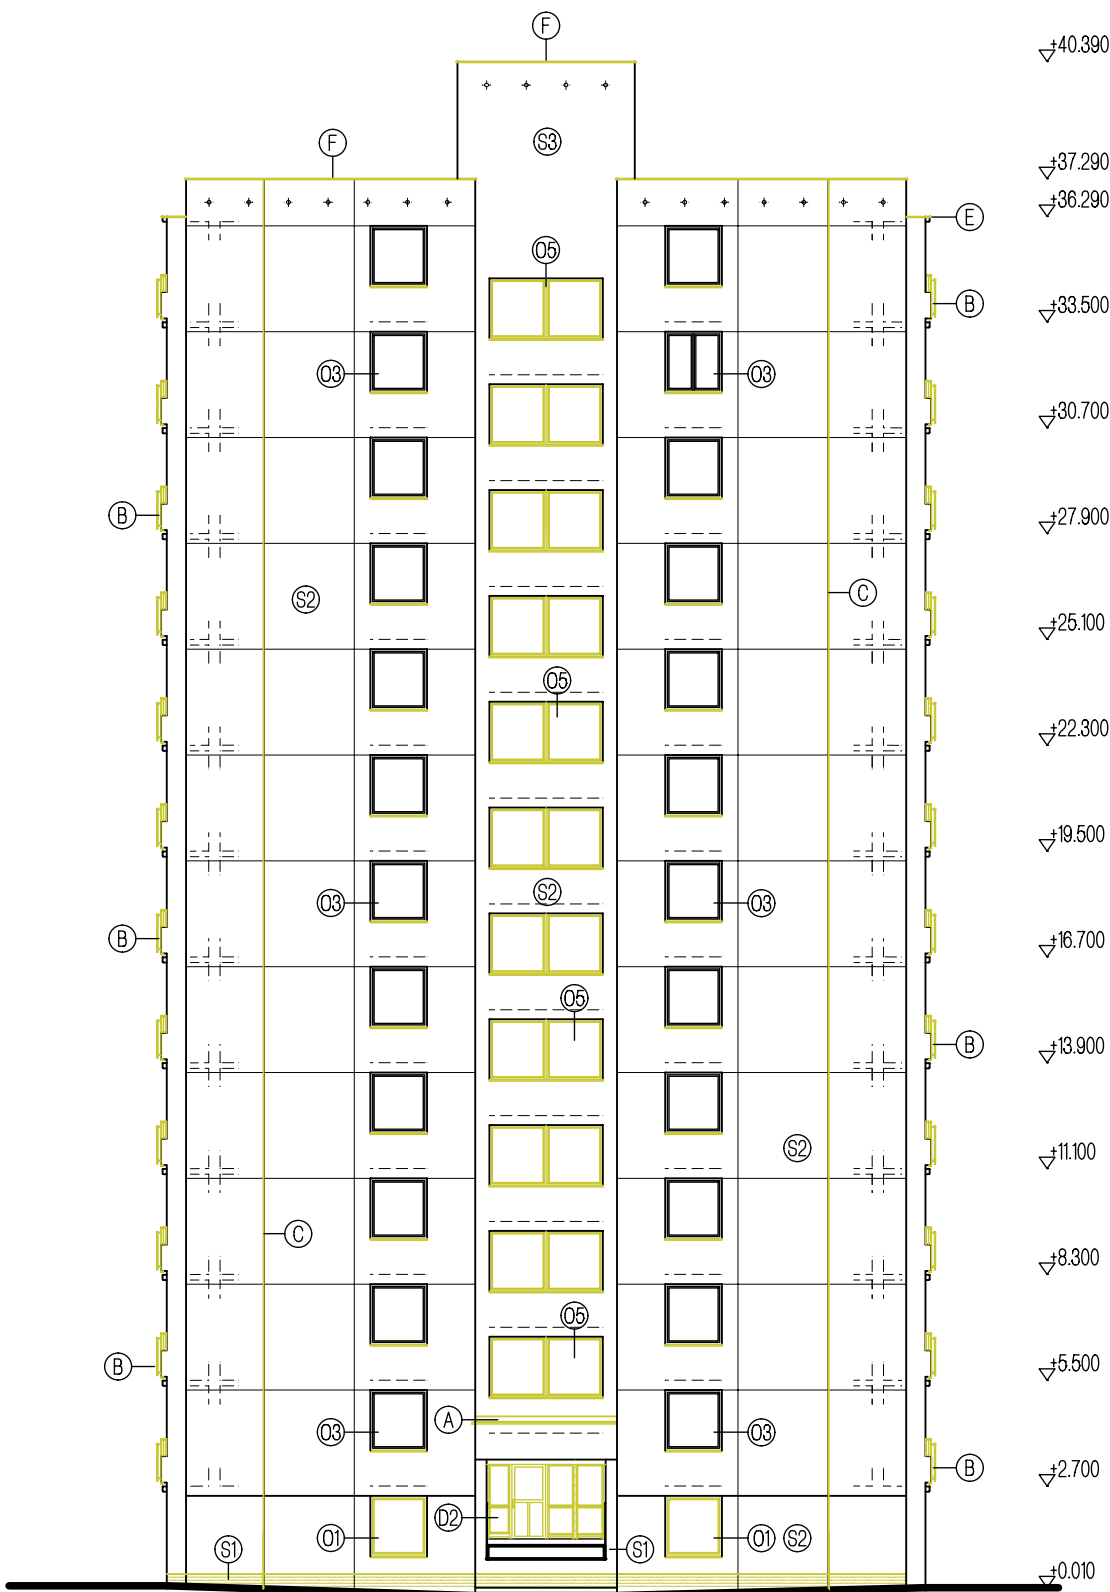 F
+40.390
S3
F
+37.290
+36.290
E
O5
B
+33.500
O3
O3
+30.700
B
+27.900
S2
C
+25.100
O5
+22.300
+19.500
S2
O3
O3
B
+16.700
O5
B
+13.900
S2
+11.100
C
+8.300
O5
B
+5.500
A
O3
O3
B
+2.700
D2
O1
O1
S2
S1
S1
+0.010